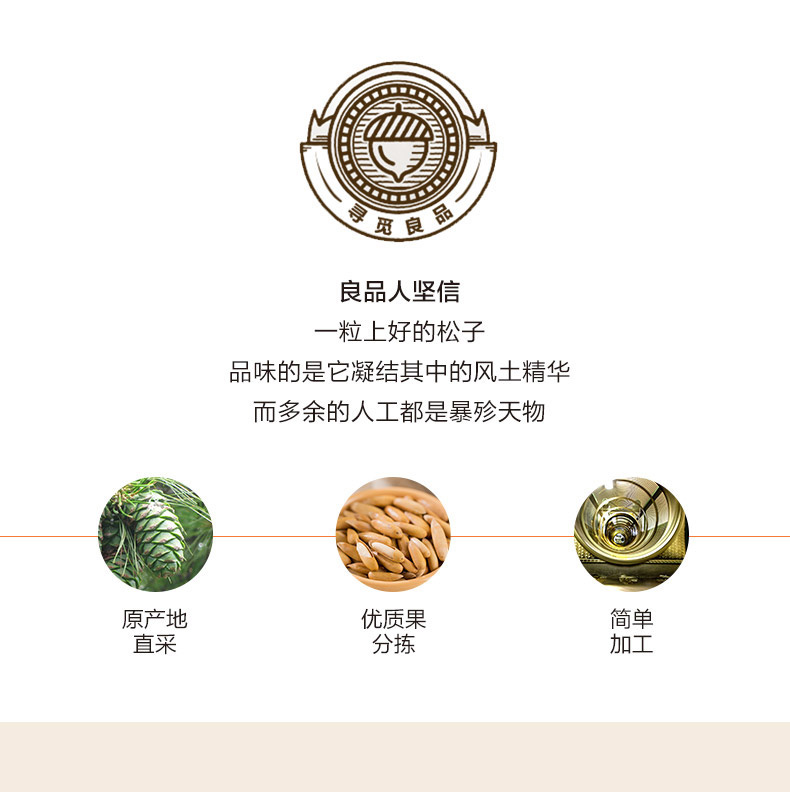 寻觅良品
良品人坚信
一粒上好的松子
品味的是它凝结其中的风土精华
而多余的人工都是暴殄天物
原产地
直采
优质果
分拣
简单
加工